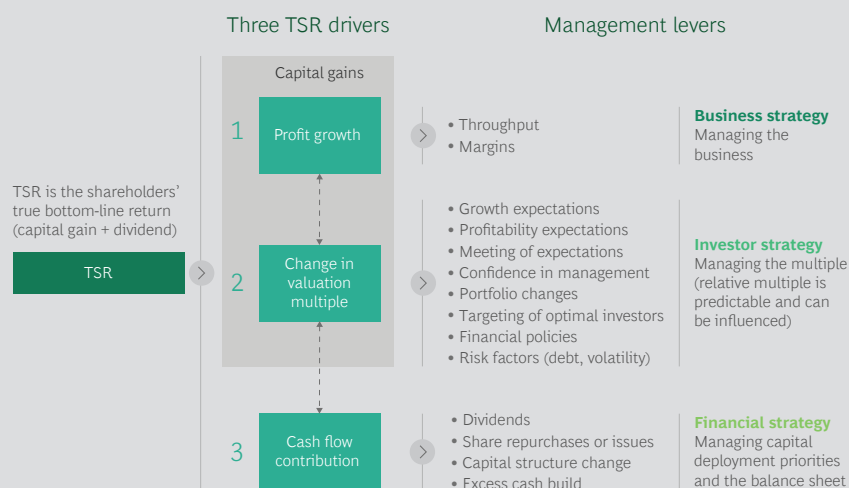 Three TSR drivers
Management levers
Capital gains
1
Profit growth
• Throughput
• Margins
Business strategy
Managing the
business
TSR is the shareholders'
true bottom-line return
(capital gain + dividend)
TSR
2
Change in
valuation
multiple
• Growth expectations
• Profitability expectations
• Meeting of expectations
• Confidence in management
• Portfolio changes
• Targeting of optimal investors
• Financial policies
• Risk factors (debt, volatility)
Investor strategy
Managing the multiple
(relative multiple is
predictable and can
be influenced)
3
Cash flow
contribution
• Dividends
• Share repurchases or issues
• Capital structure change
• Excess cash build
Financial strategy
Managing capital
deployment priorities
and the balance sheet